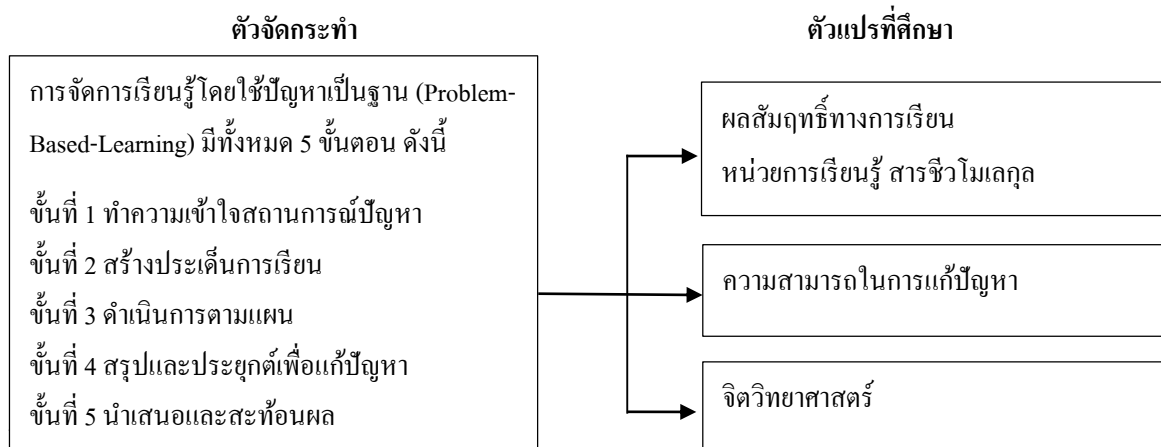 ตัวจัดกระทำ
การจัดการเรียนรู้โดยใช้ปัญหาเป็นฐาน (Problem-
Based-Learning) มีทั้งหมด 5 ขั้นตอน ดังนี้
ขั้นที่ 1 ทำความเข้าใจสถานการณ์ปัญหา
ขั้นที่ 2 สร้างประเด็นการเรียน
ขั้นที่ 3 ดำเนินการตามแผน
ขั้นที่ 4 สรุปและประยุกต์เพื่อแก้ปัญหา
ขั้นที่ 5 นำเสนอและสะท้อนผล
ตัวแปรที่ศึกษา
ผลสัมฤทธิ์ทางการเรียน
หน่วยการเรียนรู้ สารชีวโมเลกุล
ความสามารถในการแก้ปัญหา
จิตวิทยาศาสตร์